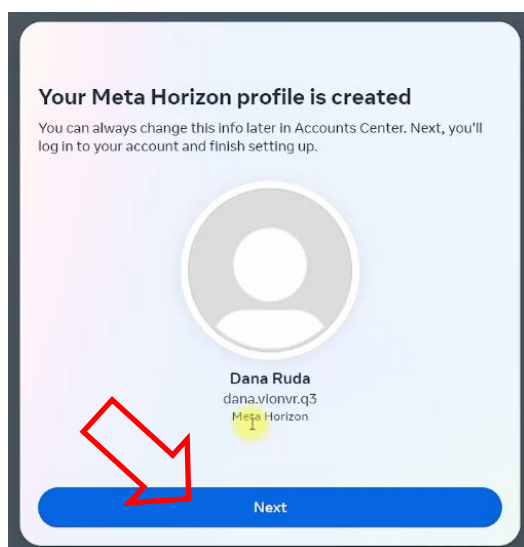 Your Meta Horizon profile is created
You can always change this info later in Accounts Center. Next, you'll
log in to your account and finish setting up.
Dana Ruda
dana.vionvr.q3
Meta Horizon
Next